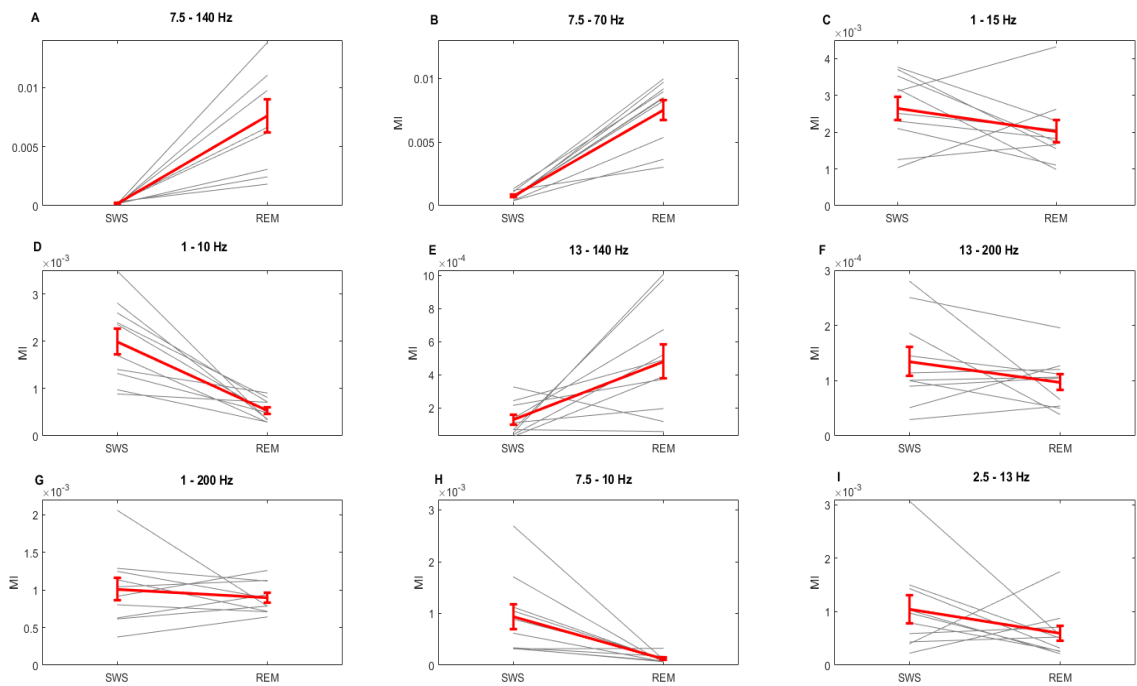 A 7.5 - 140 Hz
0.01
0.005
0
SWS REM
B 7.5 - 70 Hz
0.01
MI
0.005
0
SWS REM
C 1 - 15 Hz
×10-3
4
3
MI
2
1
0
SWS REM
D 1 - 10 Hz
×10-3
3
2
MI
1
0
SWS REM
E 13 - 140 Hz
10 ×10-4
8
6
MI
4
2
SWS REM
F 13 - 200 Hz
×10-4
3
2
MI
1
0
SWS REM
G 1 - 200 Hz
×10-3
2
1.5
MI
1
0.5
0
SWS REM
H 7.5 - 10 Hz
×10-3
3
2
MI
1
0
SWS REM
I 2.5 - 13 Hz
×10-3
3
2
MI
1
0
SWS REM